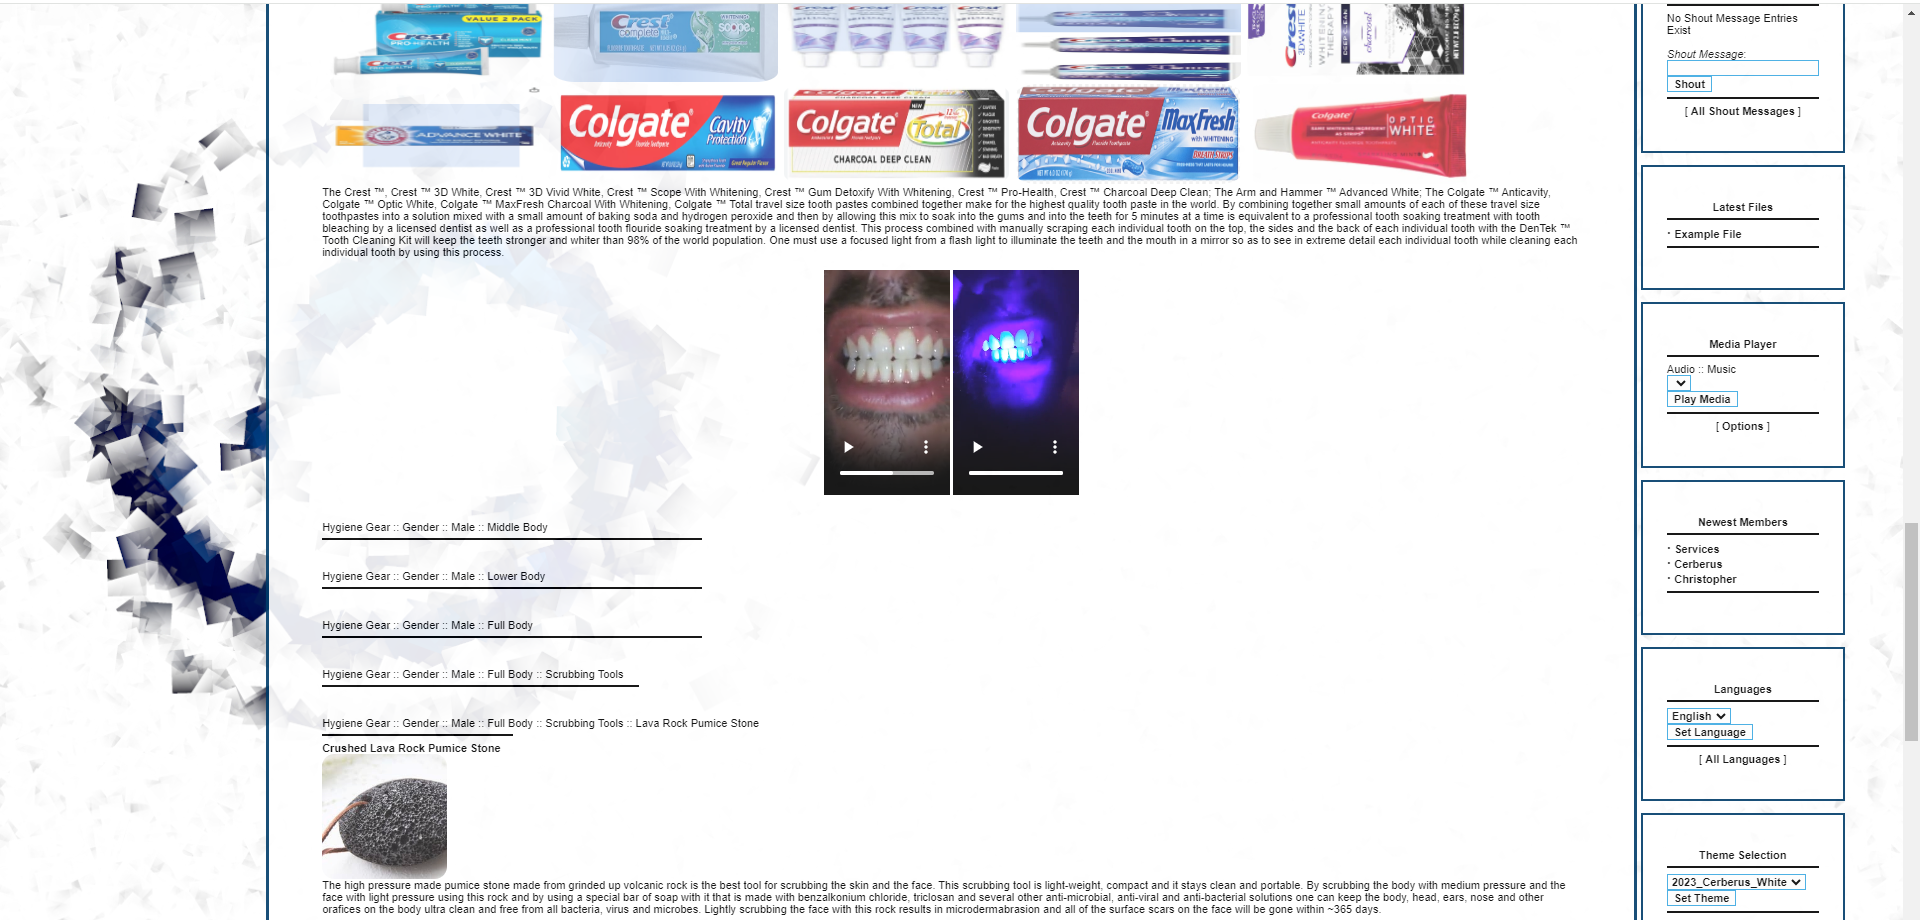 VALUE 2 PACK
Crest
PRO-HEALTH
Crest
Crest
complete
WHITENING+
scope
Crest
Crest
Crest
Crest
Crest
3DWHITE
WHITENING
THERAPY
DEEP CLEAN
charcoal
ADVANCE WHITE
Colgate
Cavity
Protection
Colgate
NEW
Total
CHARCOAL DEEP CLEAN
Colgate
MaxFresh
with WHITENING
Colgate
OPTIC
WHITE
The Crest ™, Crest ™ 3D White, Crest ™ 3D Vivid White, Crest ™ Scope With Whitening, Crest ™ Gum Detoxify With Whitening, Crest ™ Pro-Health, Crest ™ Charcoal Deep Clean; The Arm and Hammer ™ Advanced White; The Colgate ™ Anticavity,
Colgate ™ Optic White, Colgate ™ MaxFresh Charcoal With Whitening, Colgate ™ Total travel size tooth pastes combined together make for the highest quality tooth paste in the world. By combining together small amounts of each of these travel size
toothpastes into a solution mixed with a small amount of baking soda and hydrogen peroxide and then by allowing this mix to soak into the gums and into the teeth for 5 minutes at a time is equivalent to a professional tooth soaking treatment with tooth
bleaching by a licensed dentist as well as a professional tooth flouride soaking treatment by a licensed dentist. This process combined with manually scraping each individual tooth on the top, the sides and the back of each individual tooth with the DenTek ™
Tooth Cleaning Kit will keep the teeth stronger and whiter than 98% of the world population. One must use a focused light from a flash light to illuminate the teeth and the mouth in a mirror so as to see in extreme detail each individual tooth while cleaning each
individual tooth by using this process.
Hygiene Gear :: Gender :: Male :: Middle Body
Hygiene Gear :: Gender :: Male :: Lower Body
Hygiene Gear :: Gender :: Male :: Full Body
Hygiene Gear :: Gender :: Male :: Full Body :: Scrubbing Tools
Hygiene Gear :: Gender :: Male :: Full Body :: Scrubbing Tools :: Lava Rock Pumice Stone
Crushed Lava Rock Pumice Stone
The high pressure made pumice stone made from grinded up volcanic rock is the best tool for scrubbing the skin and the face. This scrubbing tool is light-weight, compact and it stays clean and portable. By scrubbing the body with medium pressure and the
face with light pressure using this rock and by using a special bar of soap with it that is made with benzalkonium chloride, triclosan and several other anti-microbial, anti-viral and anti-bacterial solutions one can keep the body, head, ears, nose and other
orafices on the body ultra clean and free from all bacteria, virus and microbes. Lightly scrubbing the face with this rock results in microdermabrasion and all of the surface scars on the face will be gone within ~365 days.
No Shout Message Entries
Exist
Shout Message:
Shout
[ All Shout Messages ]
Latest Files
· Example File
Media Player
Audio :: Music
Play Media
[ Options ]
Newest Members
· Services
· Cerberus
· Christopher
Languages
English
Set Language
[ All Languages ]
Theme Selection
2023_Cerberus_White
Set Theme